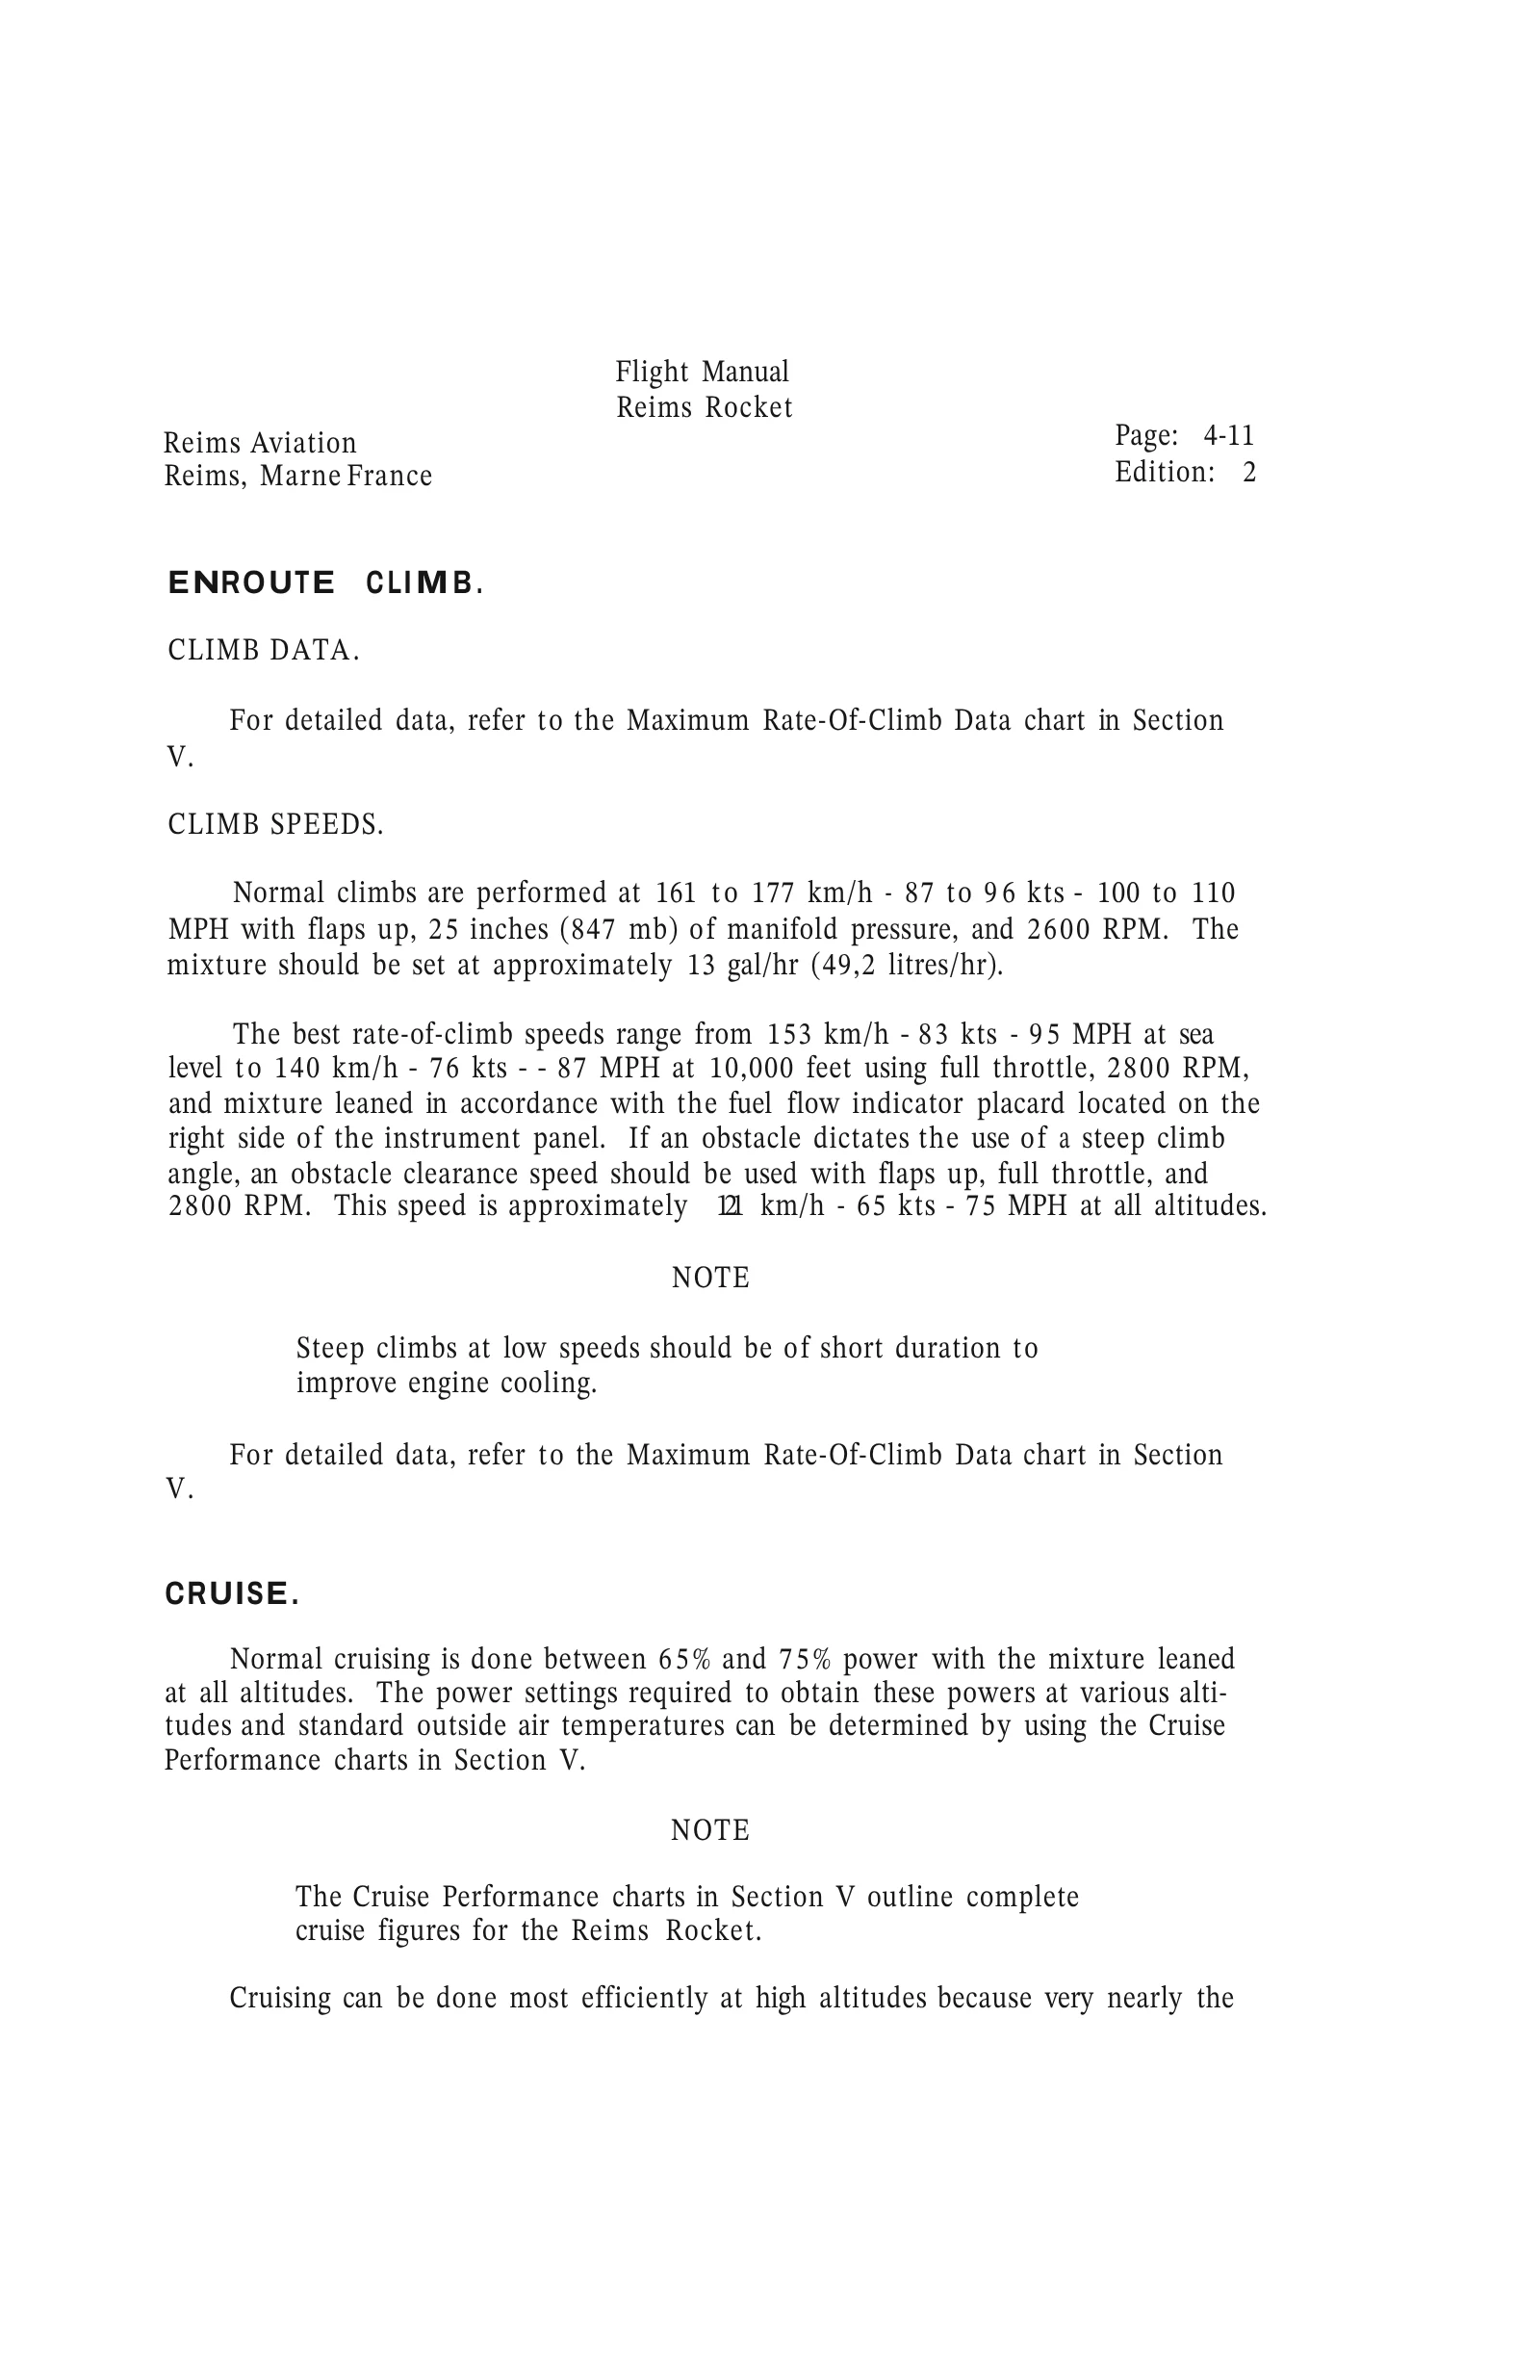 Flight Manual
Reims Rocket
Reims Aviation
Reims, Marne France
Page: 4-11
Edition: 2
ENROUTE CLIMB.
CLIMB DATA.
For detailed data, refer to the Maximum Rate-Of-Climb Data chart in Section
V.
CLIMB SPEEDS.
Normal climbs are performed at 161 to 177 km/h - 87 to 96 kts - 100 to 110
MPH with flaps up, 25 inches (847 mb) of manifold pressure, and 2600 RPM. The
mixture should be set at approximately 13 gal/hr (49,2 litres/hr).
The best rate-of-climb speeds range from 153 km/h - 83 kts - 95 MPH at sea
level to 140 km/h - 76 kts - - 87 MPH at 10,000 feet using full throttle, 2800 RPM,
and mixture leaned in accordance with the fuel flow indicator placard located on the
right side of the instrument panel. If an obstacle dictates the use of a steep climb
angle, an obstacle clearance speed should be used with flaps up, full throttle, and
2800 RPM. This speed is approximately km/h - 65 kts - 75 MPH at all altitudes.
NOTE
Steep climbs at low speeds should be of short duration to
improve engine cooling.
For detailed data, refer to the Maximum Rate-Of-Climb Data chart in Section
V.
CRUISE.
Normal cruising is done between 65% and 75% power with the mixture leaned
at all altitudes. The power settings required to obtain these powers at various alti-
tudes and standard outside air temperatures can be determined by using the Cruise
Performance charts in Section V.
NOTE
The Cruise Performance charts in Section V outline complete
cruise figures for the Reims Rocket.
Cruising can be done most efficiently at high altitudes because very nearly the